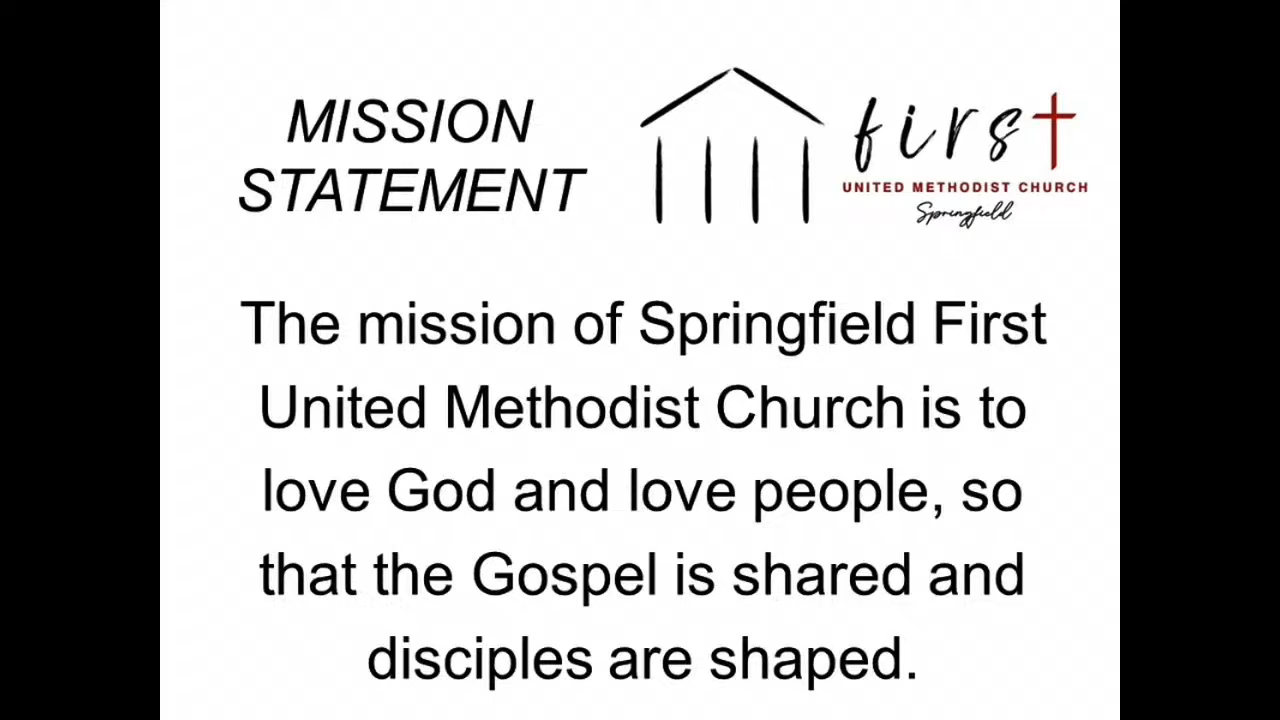 MISSION
STATEMENT
first
UNITED METHODIST CHURCH
Springfield
The mission of Springfield First
United Methodist Church is to
love God and love people, so
that the Gospel is shared and
disciples are shaped.